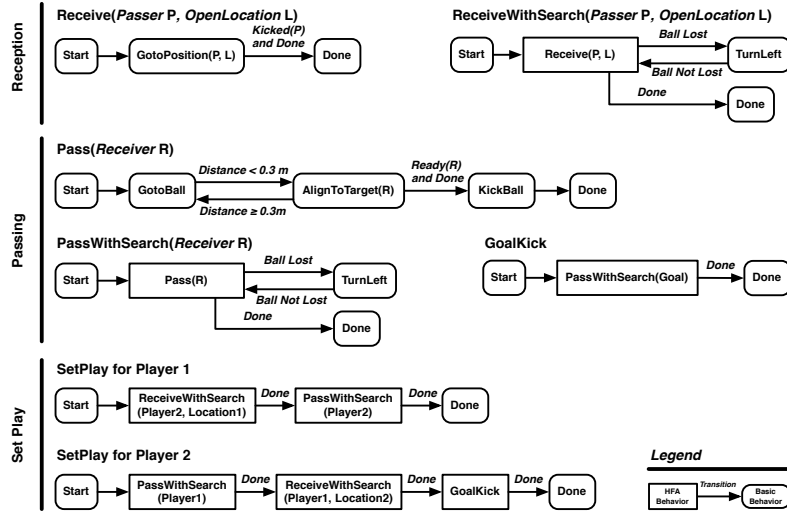 Reception
Receive(Passer P, OpenLocation L)
Start
GotoPosition(P, L)
Kicked(P)
and Done
Done
ReceiveWithSearch(Passer P, OpenLocation L)
Start
Receive(P, L)
Ball Lost
TurnLeft
Ball Not Lost
Done
Done
Passing
Pass(Receiver R)
Start
GotoBall
Distance < 0.3 m
Distance ≥ 0.3m
AlignToTarget(R)
Ready(R)
and Done
KickBall
Done
PassWithSearch(Receiver R)
Start
Pass(R)
Ball Lost
TurnLeft
Ball Not Lost
Done
Done
GoalKick
Start
PassWithSearch(Goal)
Done
Done
Set Play
SetPlay for Player 1
Start
ReceiveWithSearch
(Player2, Location1)
Done
PassWithSearch
(Player2)
Done
Done
SetPlay for Player 2
Start
PassWithSearch
(Player1)
Done
ReceiveWithSearch
(Player1, Location2)
Done
GoalKick
Done
Done
Legend
HFA
Behavior
Transition
Basic
Behavior